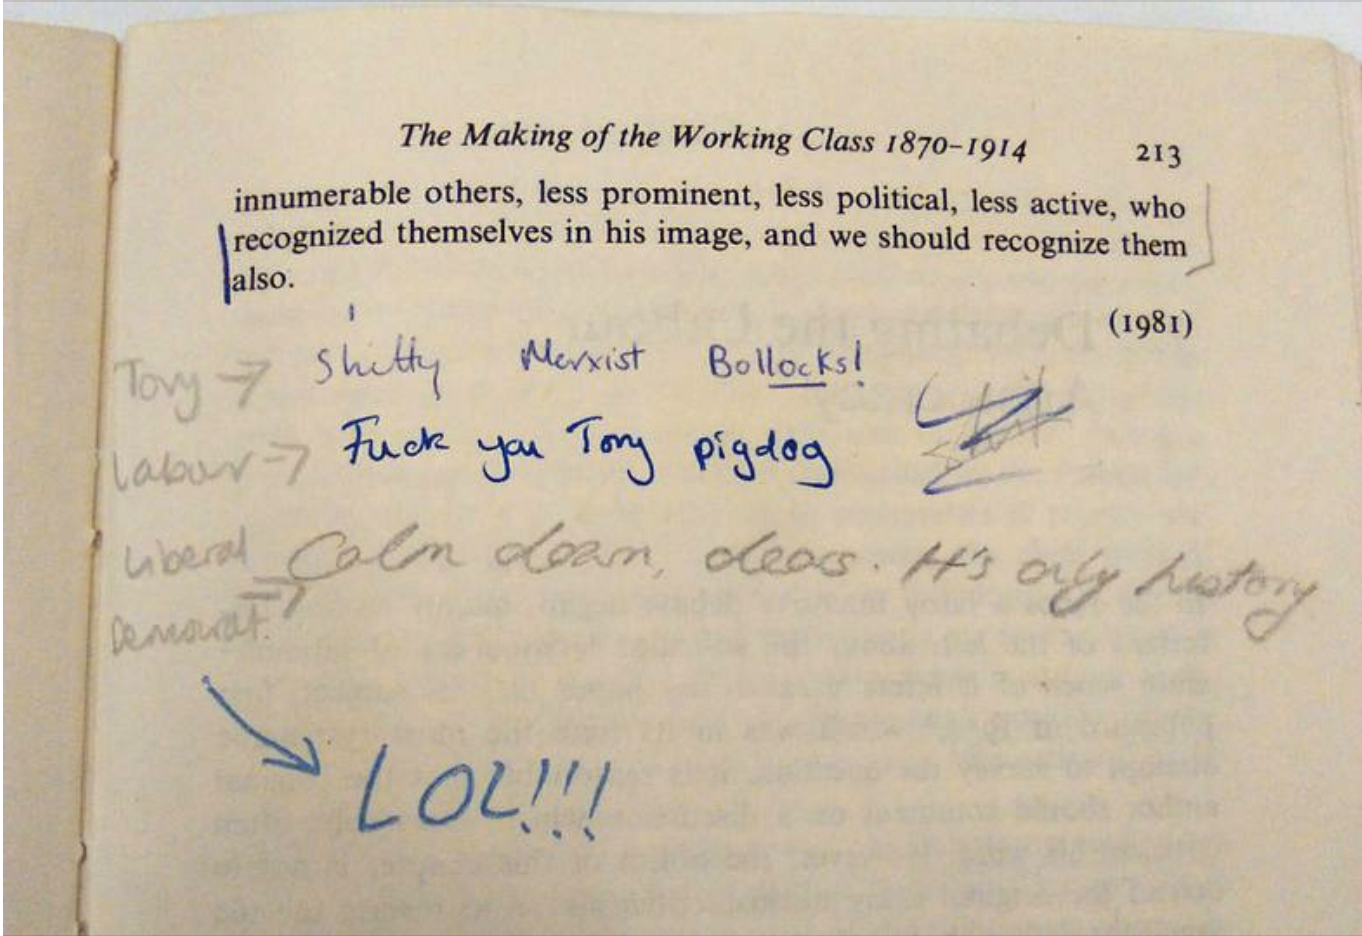 The Making of the Working Class 1870–1914 213
innumerable others, less prominent, less political, less active, who
recognized themselves in his image, and we should recognize them
also.
(1981)
Tory → Shitty Marxist Bollocks!
Labour → Fuck you Tory pigdog
Liberal
Democrat. ⇒ Calm down, dears. It's only history
LOL!!!